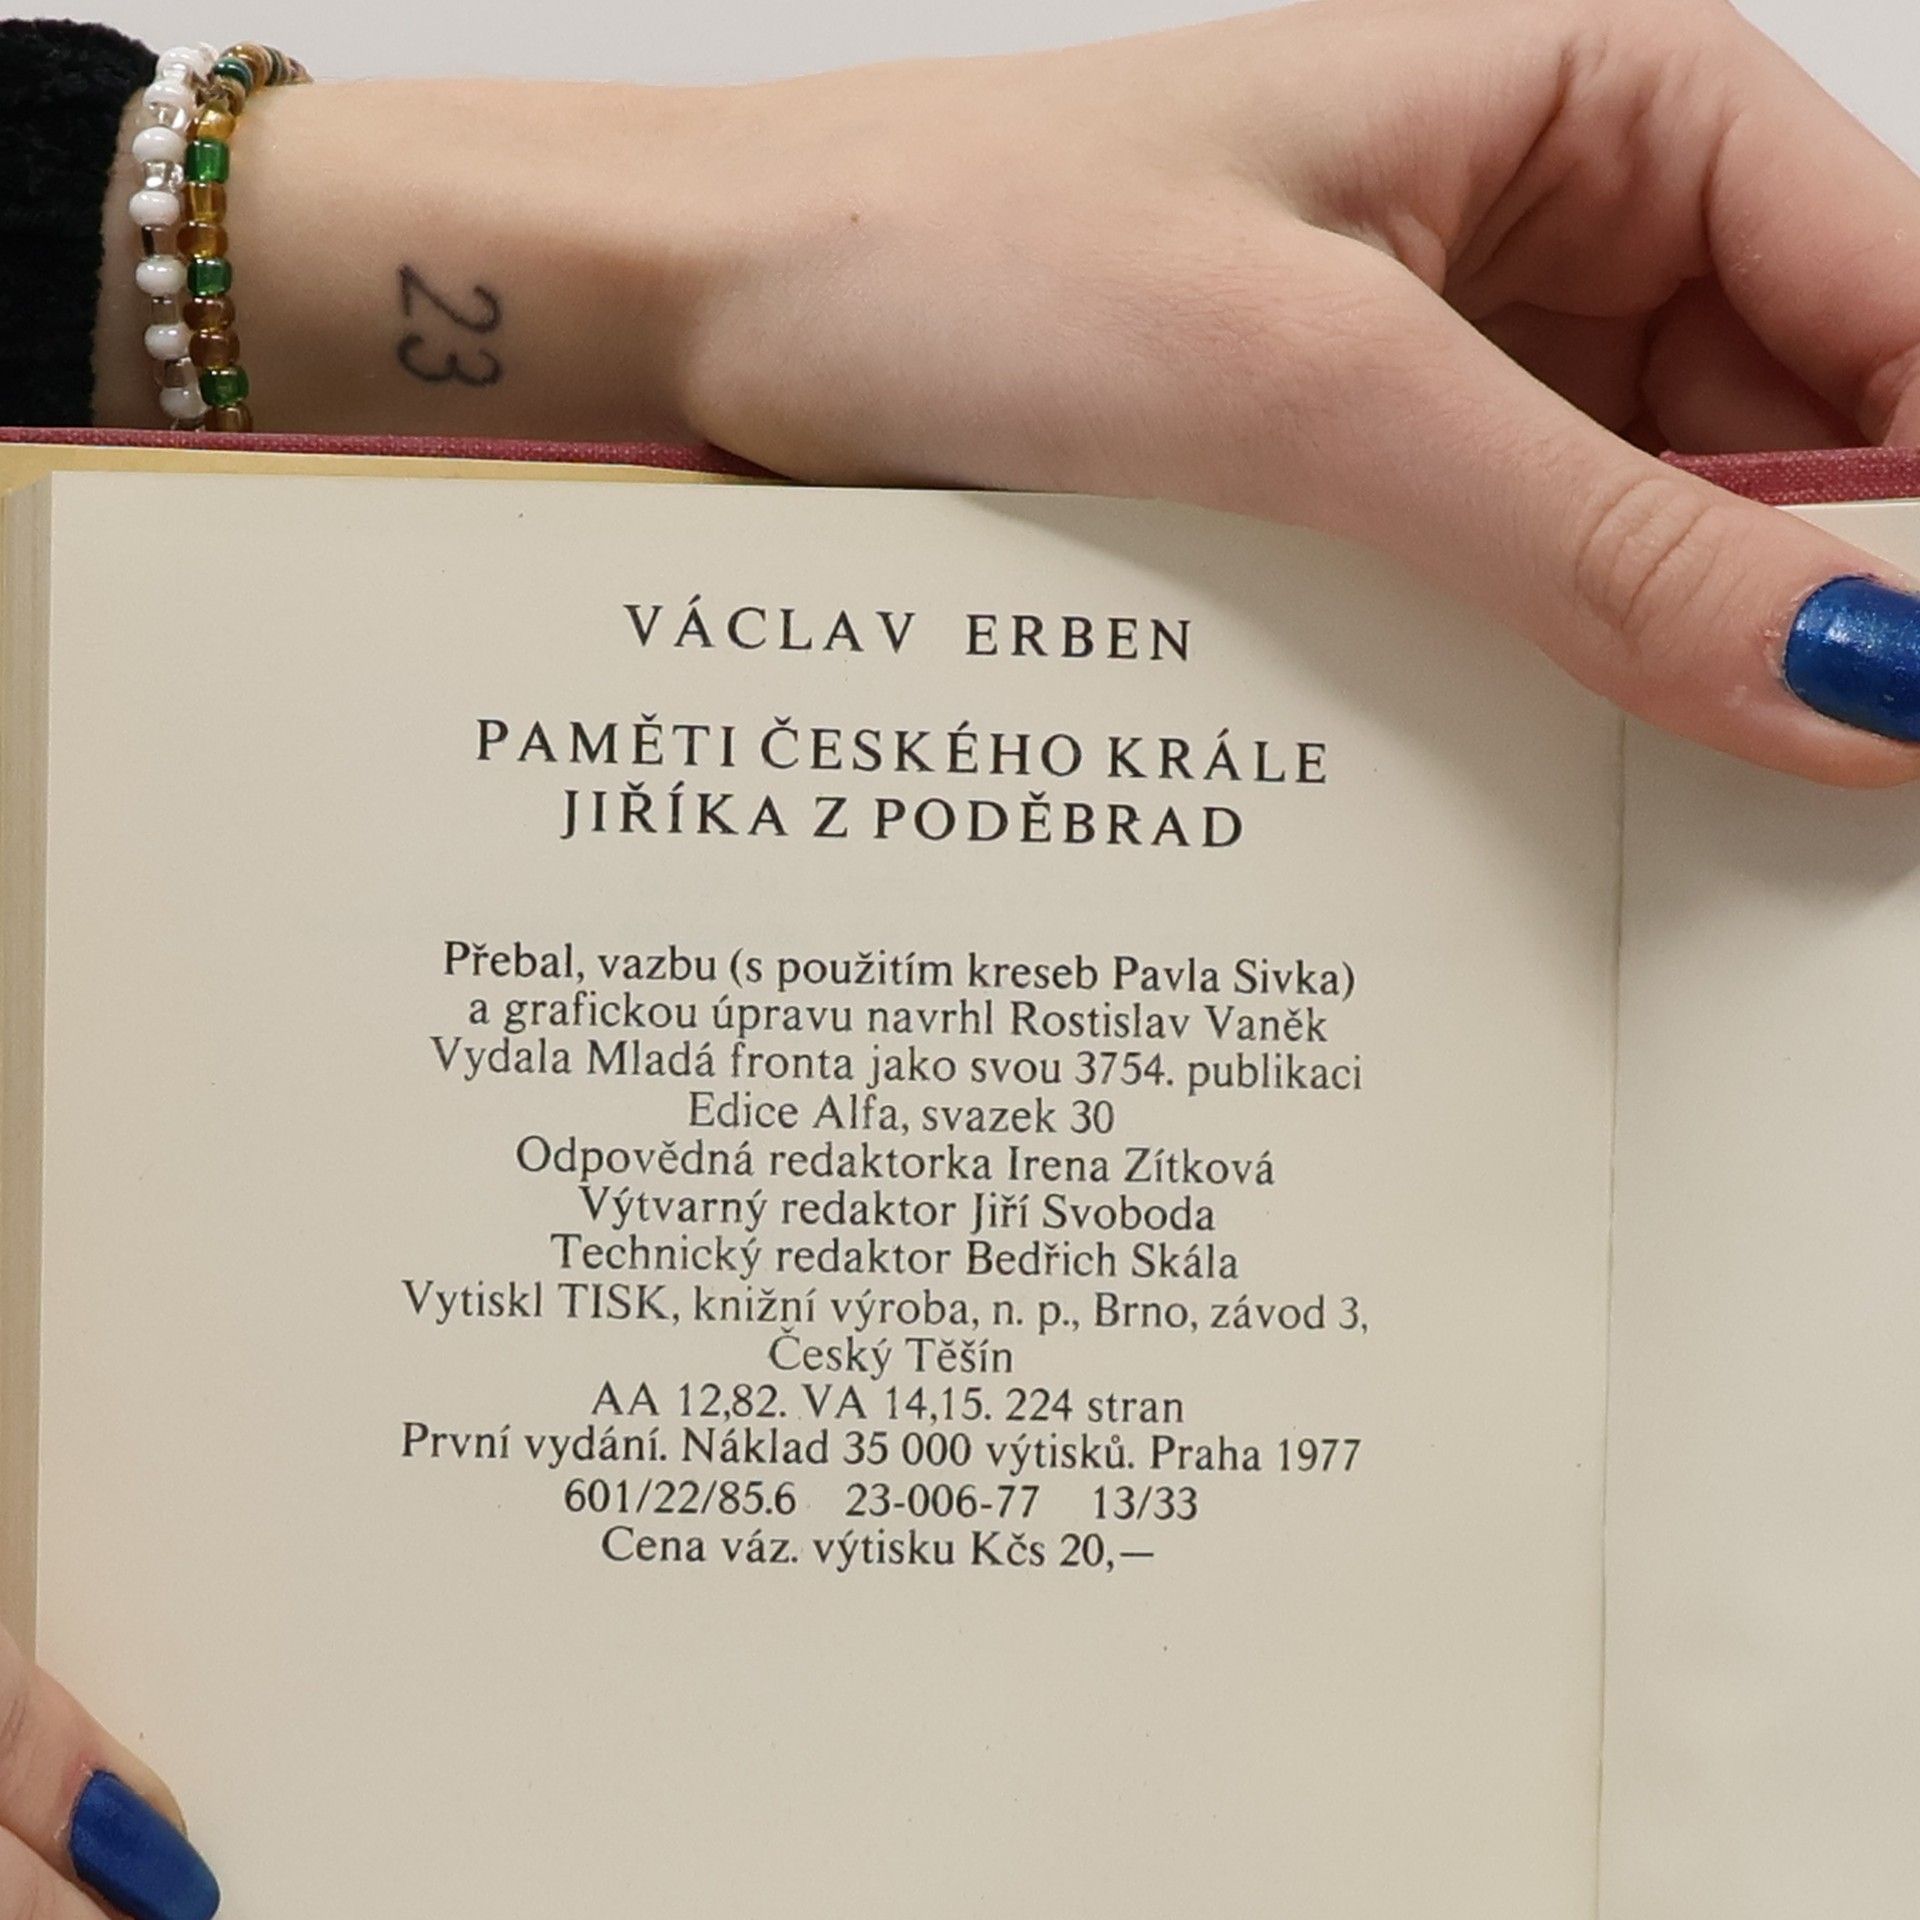 23
VÁCLAV ERBEN
PAMĚTI ČESKÉHO KRÁLE
JIŘÍKA Z PODĚBRAD
Přebal, vazbu (s použitím kreseb Pavla Sivka)
a grafickou úpravu navrhl Rostislav Vaněk
Vydala Mladá fronta jako svou 3754. publikaci
Edice Alfa, svazek 30
Odpovědná redaktorka Irena Zítková
Výtvarný redaktor Jiří Svoboda
Technický redaktor Bedřich Skála
Vytiskl TISK, knižní výroba, n. p., Brno, závod 3,
Český Těšín
AA 12,82. VA 14,15. 224 stran
První vydání. Náklad 35 000 výtisků. Praha 1977
601/22/85.6 23-006-77 13/33
Cena váz. výtisku Kčs 20,—